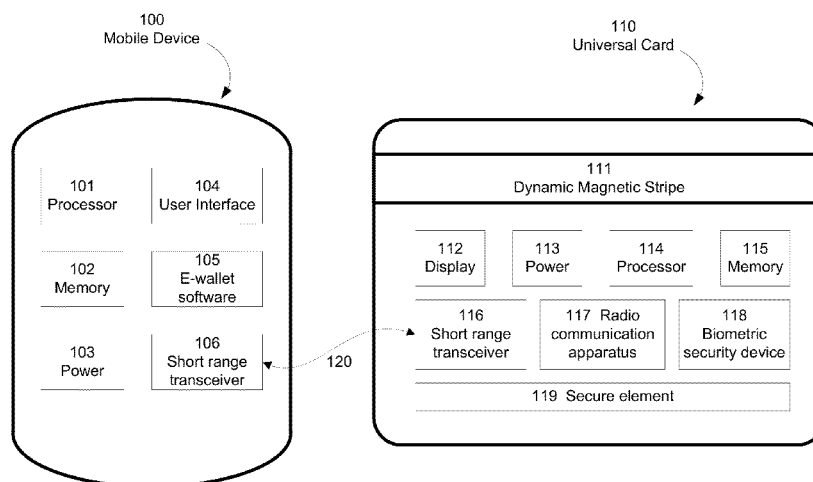 100
Mobile Device
110
Universal Card
101
Processor
104
User Interface
102
Memory
105
E-wallet
software
103
Power
106
Short range
transceiver
120
111
Dynamic Magnetic Stripe
112
Display
113
Power
114
Processor
115
Memory
116
Short range
transceiver
117 Radio
communication
apparatus
118
Biometric
security device
119 Secure element